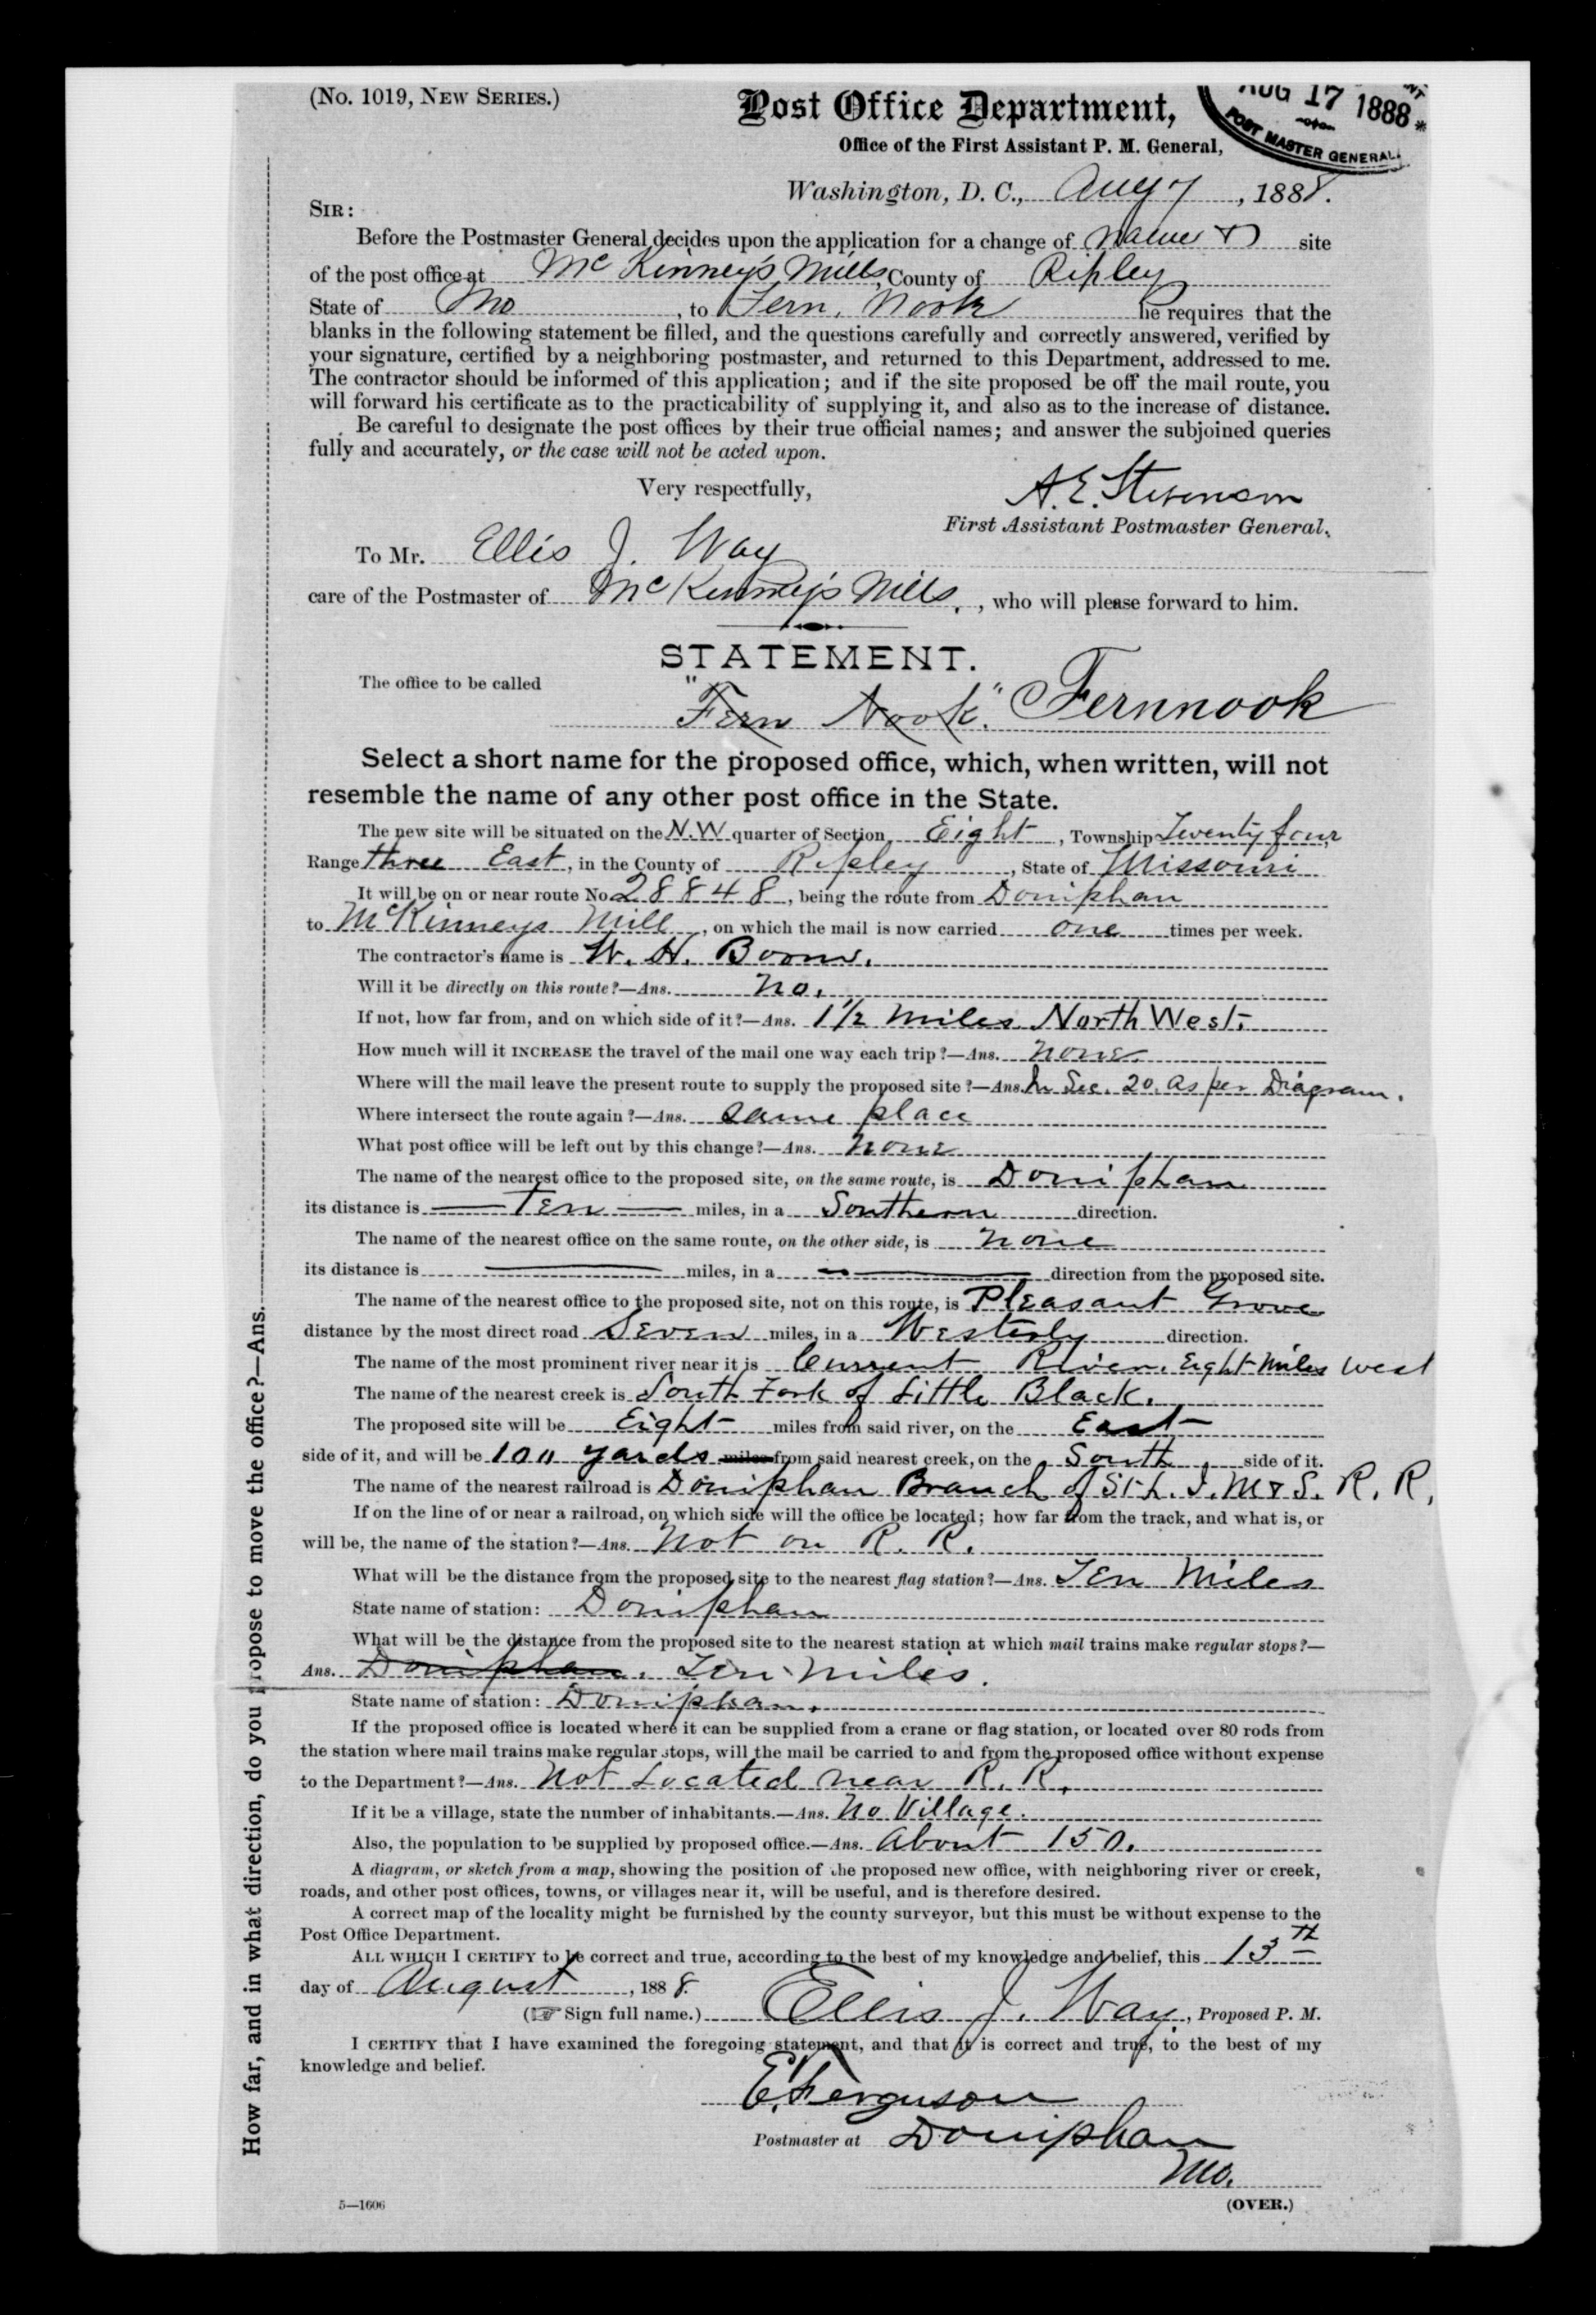 (No. 1019, New Series.)
Post Office Department,
AUG 17 1888
POST MASTER GENERAL.
Office of the First Assistant P. M. General,
Washington, D. C., Aug 7, 1888.
Sir:
Before the Postmaster General decides upon the application for a change of name & site
of the post office at McKinney's Mills, County of Ripley
State of Mo, to Fern Nook he requires that the
blanks in the following statement be filled, and the questions carefully and correctly answered, verified by
your signature, certified by a neighboring postmaster, and returned to this Department, addressed to me.
The contractor should be informed of this application; and if the site proposed be off the mail route, you
will forward his certificate as to the practicability of supplying it, and also as to the increase of distance.
Be careful to designate the post offices by their true official names; and answer the subjoined queries
fully and accurately, or the case will not be acted upon.
Very respectfully,
A. E. Stevenson
First Assistant Postmaster General.
To Mr. Ellis J. Way
care of the Postmaster of McKinney's Mills, who will please forward to him.
STATEMENT.
The office to be called "Fern Nook". Fernnook
Select a short name for the proposed office, which, when written, will not
resemble the name of any other post office in the State.
The new site will be situated on the N.W quarter of Section Eight, Township Twenty four
Range three East, in the County of Ripley, State of Missouri
It will be on or near route No. 28848, being the route from Doniphan
to McKinneys Mill, on which the mail is now carried one times per week.
The contractor's name is W. H. Boone.
Will it be directly on this route?—Ans. No.
If not, how far from, and on which side of it?—Ans. 1½ miles North West.
How much will it INCREASE the travel of the mail one way each trip?—Ans. None
Where will the mail leave the present route to supply the proposed site?—Ans. In Sec. 20. As per Diagram.
Where intersect the route again?—Ans. Same place
What post office will be left out by this change?—Ans. None
The name of the nearest office to the proposed site, on the same route, is Doniphan
its distance is Ten miles, in a Southern direction.
The name of the nearest office on the same route, on the other side, is None
its distance is miles, in a direction from the proposed site.
The name of the nearest office to the proposed site, not on this route, is Pleasant Grove
distance by the most direct road Seven miles, in a Westerly direction.
The name of the most prominent river near it is Current River. Eight Miles West
The name of the nearest creek is South Fork of Little Black.
The proposed site will be Eight miles from said river, on the East
side of it, and will be 100 yards miles from said nearest creek, on the South side of it.
The name of the nearest railroad is Doniphan Branch of St. L. I. M & S. R. R.
If on the line of or near a railroad, on which side will the office be located; how far from the track, and what is, or
will be, the name of the station?—Ans. Not on R. R.
What will be the distance from the proposed site to the nearest flag station?—Ans. Ten Miles
State name of station: Doniphan
What will be the distance from the proposed site to the nearest station at which mail trains make regular stops?—
Ans. Doniphan. Ten miles.
State name of station: Doniphan.
If the proposed office is located where it can be supplied from a crane or flag station, or located over 80 rods from
the station where mail trains make regular stops, will the mail be carried to and from the proposed office without expense
to the Department?—Ans. Not Located near R. R.
If it be a village, state the number of inhabitants.—Ans. No Village.
Also, the population to be supplied by proposed office.—Ans. About 150.
A diagram, or sketch from a map, showing the position of the proposed new office, with neighboring river or creek,
roads, and other post offices, towns, or villages near it, will be useful, and is therefore desired.
A correct map of the locality might be furnished by the county surveyor, but this must be without expense to the
Post Office Department.
All which I certify to be correct and true, according to the best of my knowledge and belief, this 13th
day of August, 1888.
(☞ Sign full name.) Ellis J. Way, Proposed P. M.
I certify that I have examined the foregoing statement, and that it is correct and true, to the best of my
knowledge and belief.
E. Ferguson
Postmaster at Doniphan
Mo.
5—1606
(OVER.)
How far, and in what direction, do you propose to move the office?—Ans.